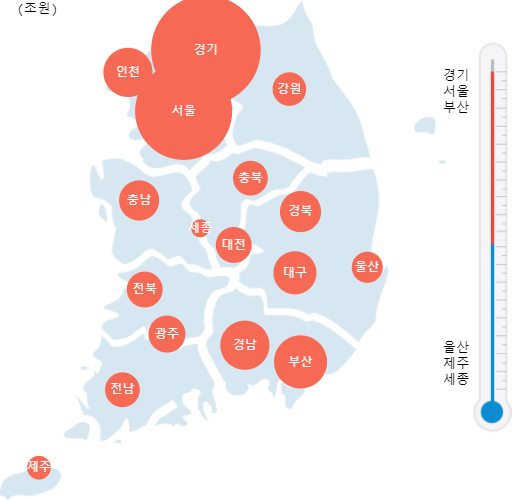 (조원)
경기
인천
강원
서울
충북
충남
경북
세종
대전
대구
울산
전북
광주
경남
부산
전남
제주
경기
서울
부산
울산
제주
세종